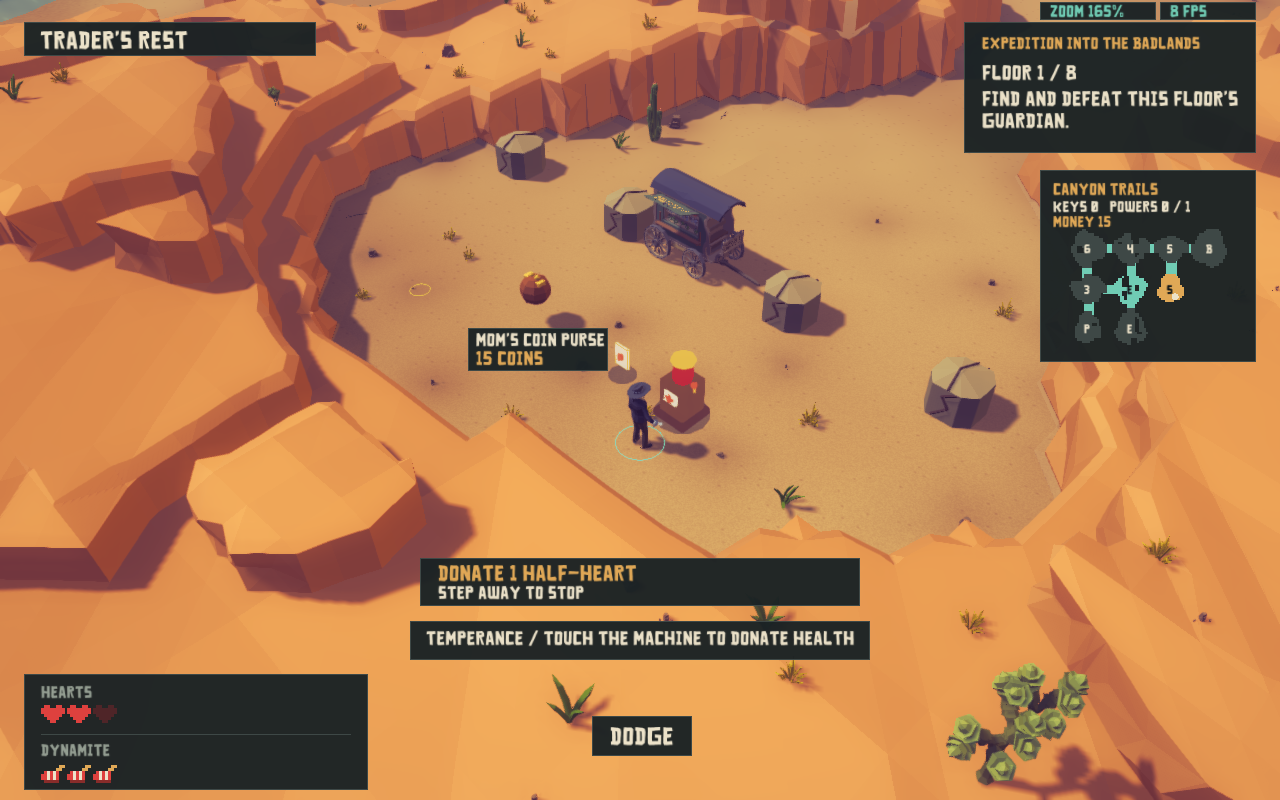 TRADER'S REST
ZOOM 165%
8 FPS
EXPEDITION INTO THE BADLANDS
FLOOR 1 / 8
FIND AND DEFEAT THIS FLOOR'S
GUARDIAN.
CANYON TRAILS
KEYS 0 POWERS 0 / 1
MONEY 15
6 4 5 B
3 S
P E
MOM'S COIN PURSE
15 COINS
DONATE 1 HALF-HEART
STEP AWAY TO STOP
TEMPERANCE / TOUCH THE MACHINE TO DONATE HEALTH
HEARTS
DYNAMITE
DODGE